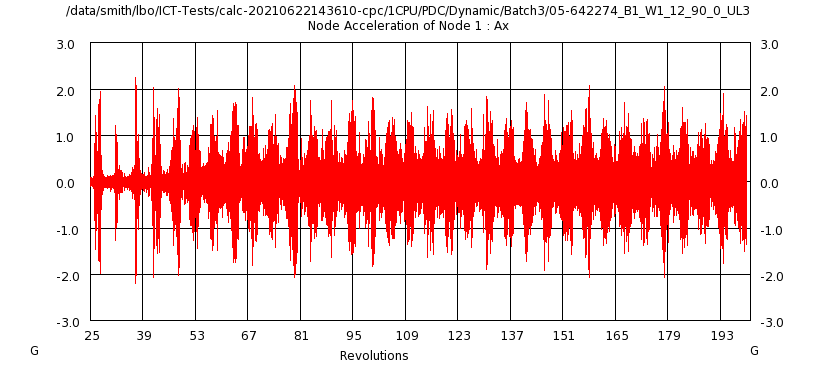 /data/smith/lbo/ICT-Tests/calc-20210622143610-cpc/1CPU/PDC/Dynamic/Batch3/05-642274_B1_W1_12_90_0_UL3
Node Acceleration of Node 1 : Ax
3.0 3.0
2.0 2.0
1.0 1.0
0.0 0.0
-1.0 -1.0
-2.0 -2.0
-3.0 -3.0
25 39 53 67 81 95 109 123 137 151 165 179 193
G G
Revolutions